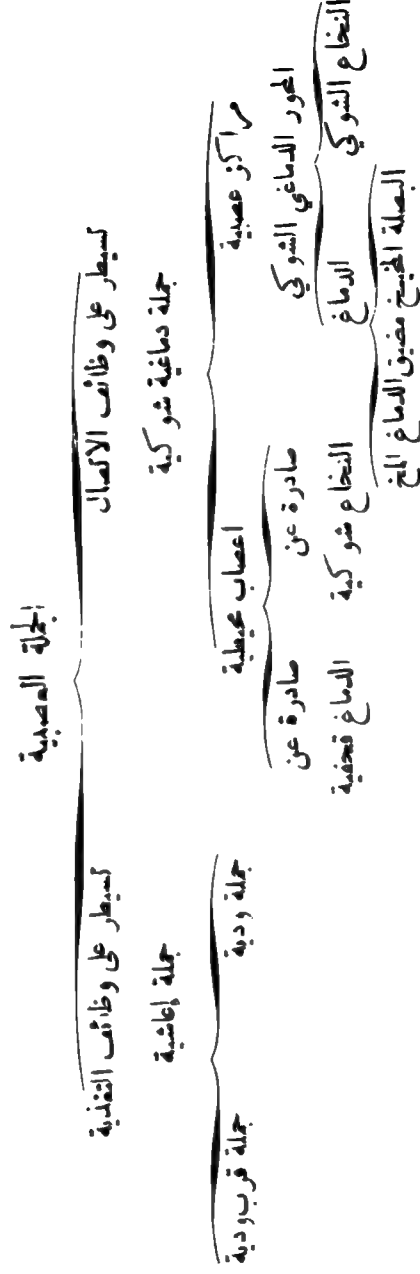 الجملة العصبية
تسيطر على وظائف الاتصال
جملة دماغية شوكية
مراكز عصبية
المحور الدماغي الشوكي
النخاع الشوكي
الدماغ
البصلة المخيخ مضيق الدماغ المخ
اعصاب محيطية
صادرة عن
النخاع شوكية
صادرة عن
الدماغ قحفية
تسيطر على وظائف التغذية
جملة إعاشية
جملة ودية
جملة قرب ودية